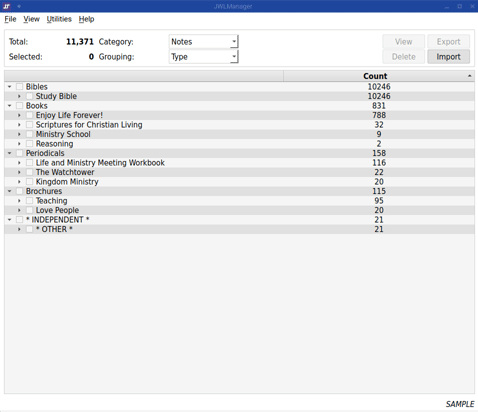 JWLManager
File View Utilities Help
Total: 11,371 Category: Notes View Export
Selected: 0 Grouping: Type Delete Import
Count
Bibles 10246
Study Bible 10246
Books 831
Enjoy Life Forever! 788
Scriptures for Christian Living 32
Ministry School 9
Reasoning 2
Periodicals 158
Life and Ministry Meeting Workbook 116
The Watchtower 22
Kingdom Ministry 20
Brochures 115
Teaching 95
Love People 20
* INDEPENDENT * 21
* OTHER * 21
SAMPLE